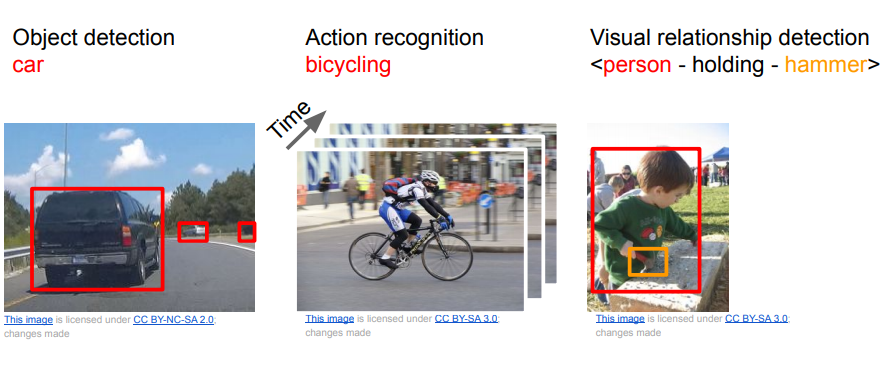 Object detection
car
Action recognition
bicycling
Visual relationship detection
<person - holding - hammer>
Time
This image is licensed under CC BY-NC-SA 2.0;
changes made
This image is licensed under CC BY-SA 3.0;
changes made
This image is licensed under CC BY-SA 3.0;
changes made